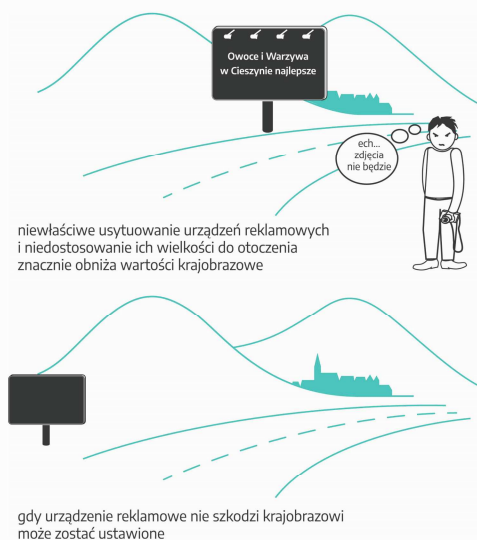 Owoce i Warzywa
w Cieszynie najlepsze
ech...
zdjęcia
nie będzie
niewłaściwe usytuowanie urządzeń reklamowych
i niedostosowanie ich wielkości do otoczenia
znacznie obniża wartości krajobrazowe
gdy urządzenie reklamowe nie szkodzi krajobrazowi
może zostać ustawione